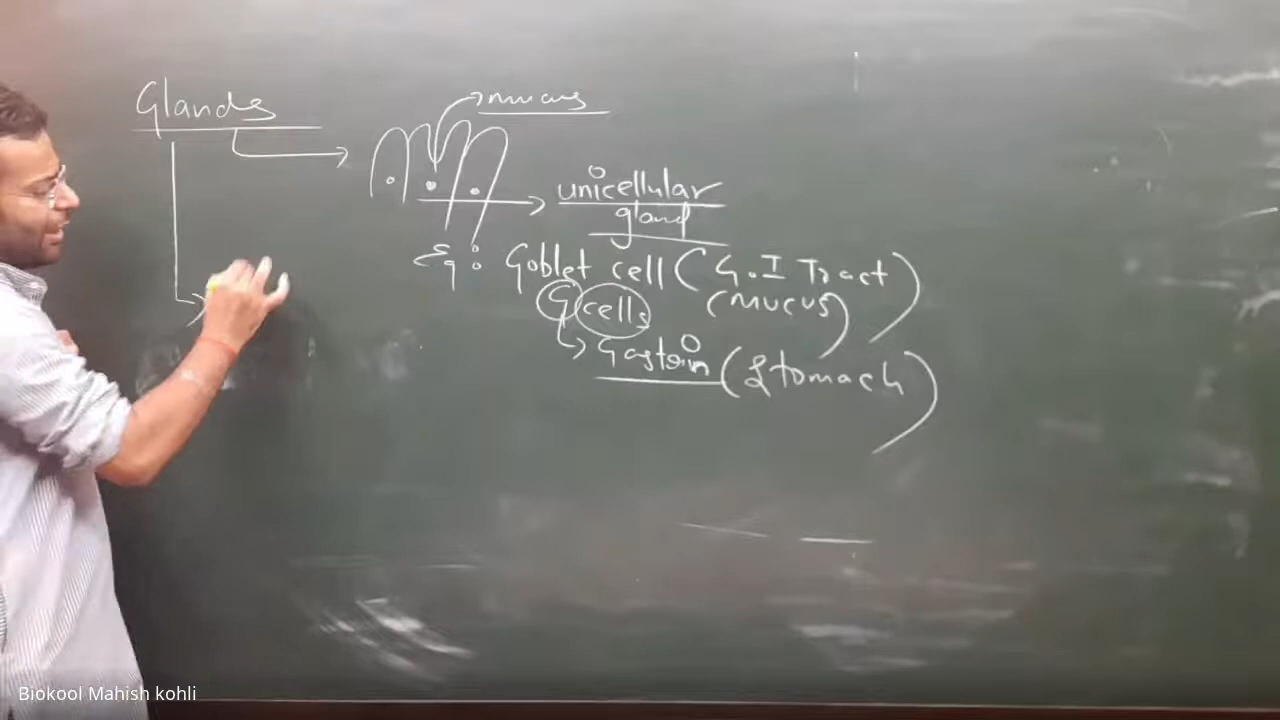 Glands
mucus
unicellular
gland
Eg: Goblet cell (G.I Tract)
(mucus)
G cells
Gastrin (Stomach)
Biokool Mahish kohli